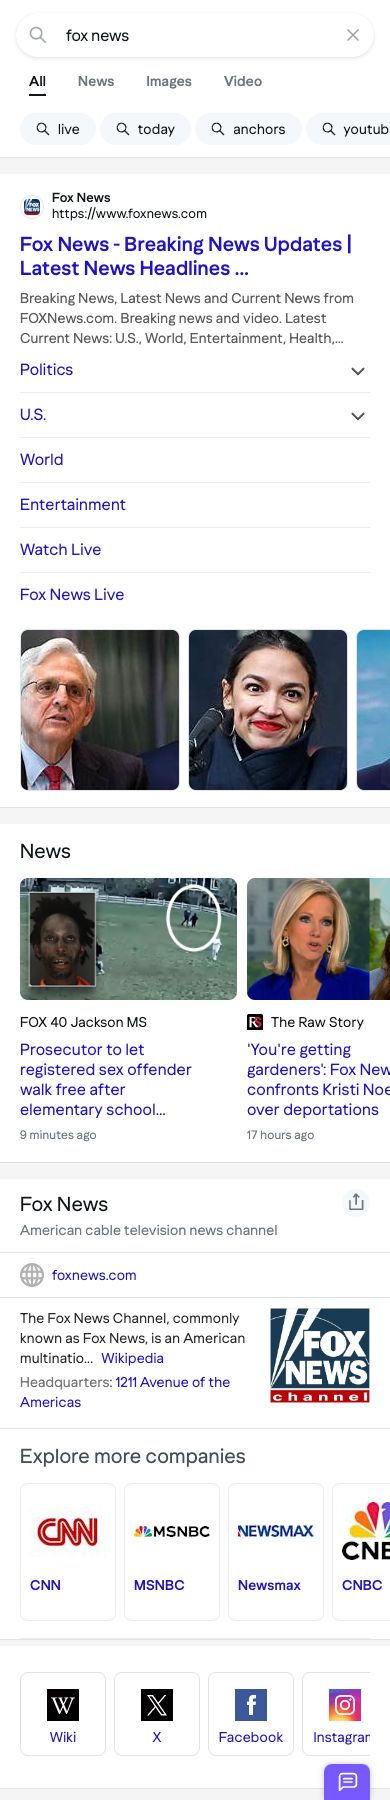 fox news
All News Images Video
live today anchors youtub
Fox News
https://www.foxnews.com
Fox News - Breaking News Updates |
Latest News Headlines ...
Breaking News, Latest News and Current News from
FOXNews.com. Breaking news and video. Latest
Current News: U.S., World, Entertainment, Health,...
Politics
U.S.
World
Entertainment
Watch Live
Fox News Live
News
FOX 40 Jackson MS
Prosecutor to let
registered sex offender
walk free after
elementary school...
9 minutes ago
RS The Raw Story
'You're getting
gardeners': Fox New
confronts Kristi Noe
over deportations
17 hours ago
Fox News
American cable television news channel
foxnews.com
The Fox News Channel, commonly
known as Fox News, is an American
multinatio... Wikipedia
Headquarters: 1211 Avenue of the
Americas
FOX
NEWS
channel
Explore more companies
CNN MSNBC NEWSMAX CNB
CNN MSNBC Newsmax CNBC
W X f
Wiki X Facebook Instagran